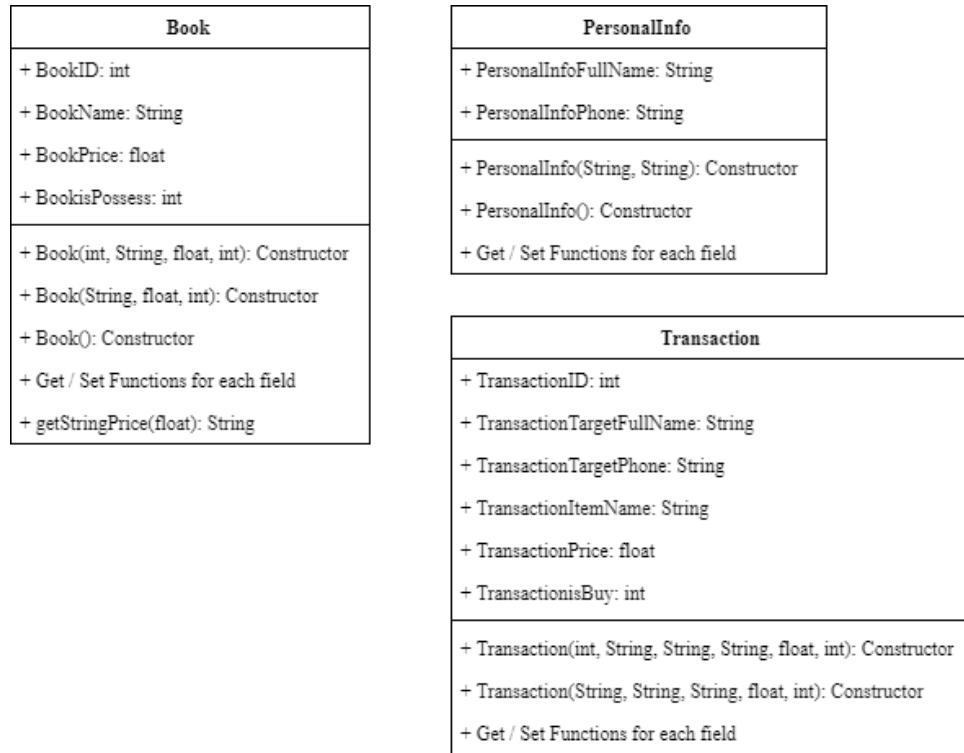 Book
+ BookID: int
+ BookName: String
+ BookPrice: float
+ BookisPossess: int
+ Book(int, String, float, int): Constructor
+ Book(String, float, int): Constructor
+ Book(): Constructor
+ Get / Set Functions for each field
+ getStringPrice(float): String
PersonalInfo
+ PersonalInfoFullName: String
+ PersonalInfoPhone: String
+ PersonalInfo(String, String): Constructor
+ PersonalInfo(): Constructor
+ Get / Set Functions for each field
Transaction
+ TransactionID: int
+ TransactionTargetFullName: String
+ TransactionTargetPhone: String
+ TransactionItemName: String
+ TransactionPrice: float
+ TransactionisBuy: int
+ Transaction(int, String, String, String, float, int): Constructor
+ Transaction(String, String, String, float, int): Constructor
+ Get / Set Functions for each field